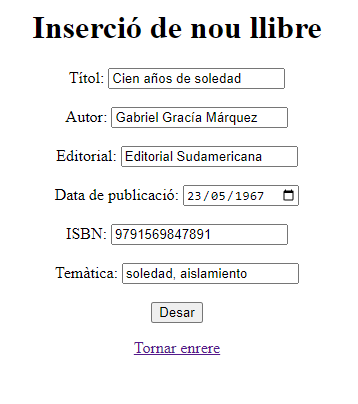 Inserció de nou llibre
Títol: Cien años de soledad
Autor: Gabriel Gracía Márquez
Editorial: Editorial Sudamericana
Data de publicació: 23/05/1967
ISBN: 9791569847891
Temàtica: soledad, aislamiento
Desar
Tornar enrere